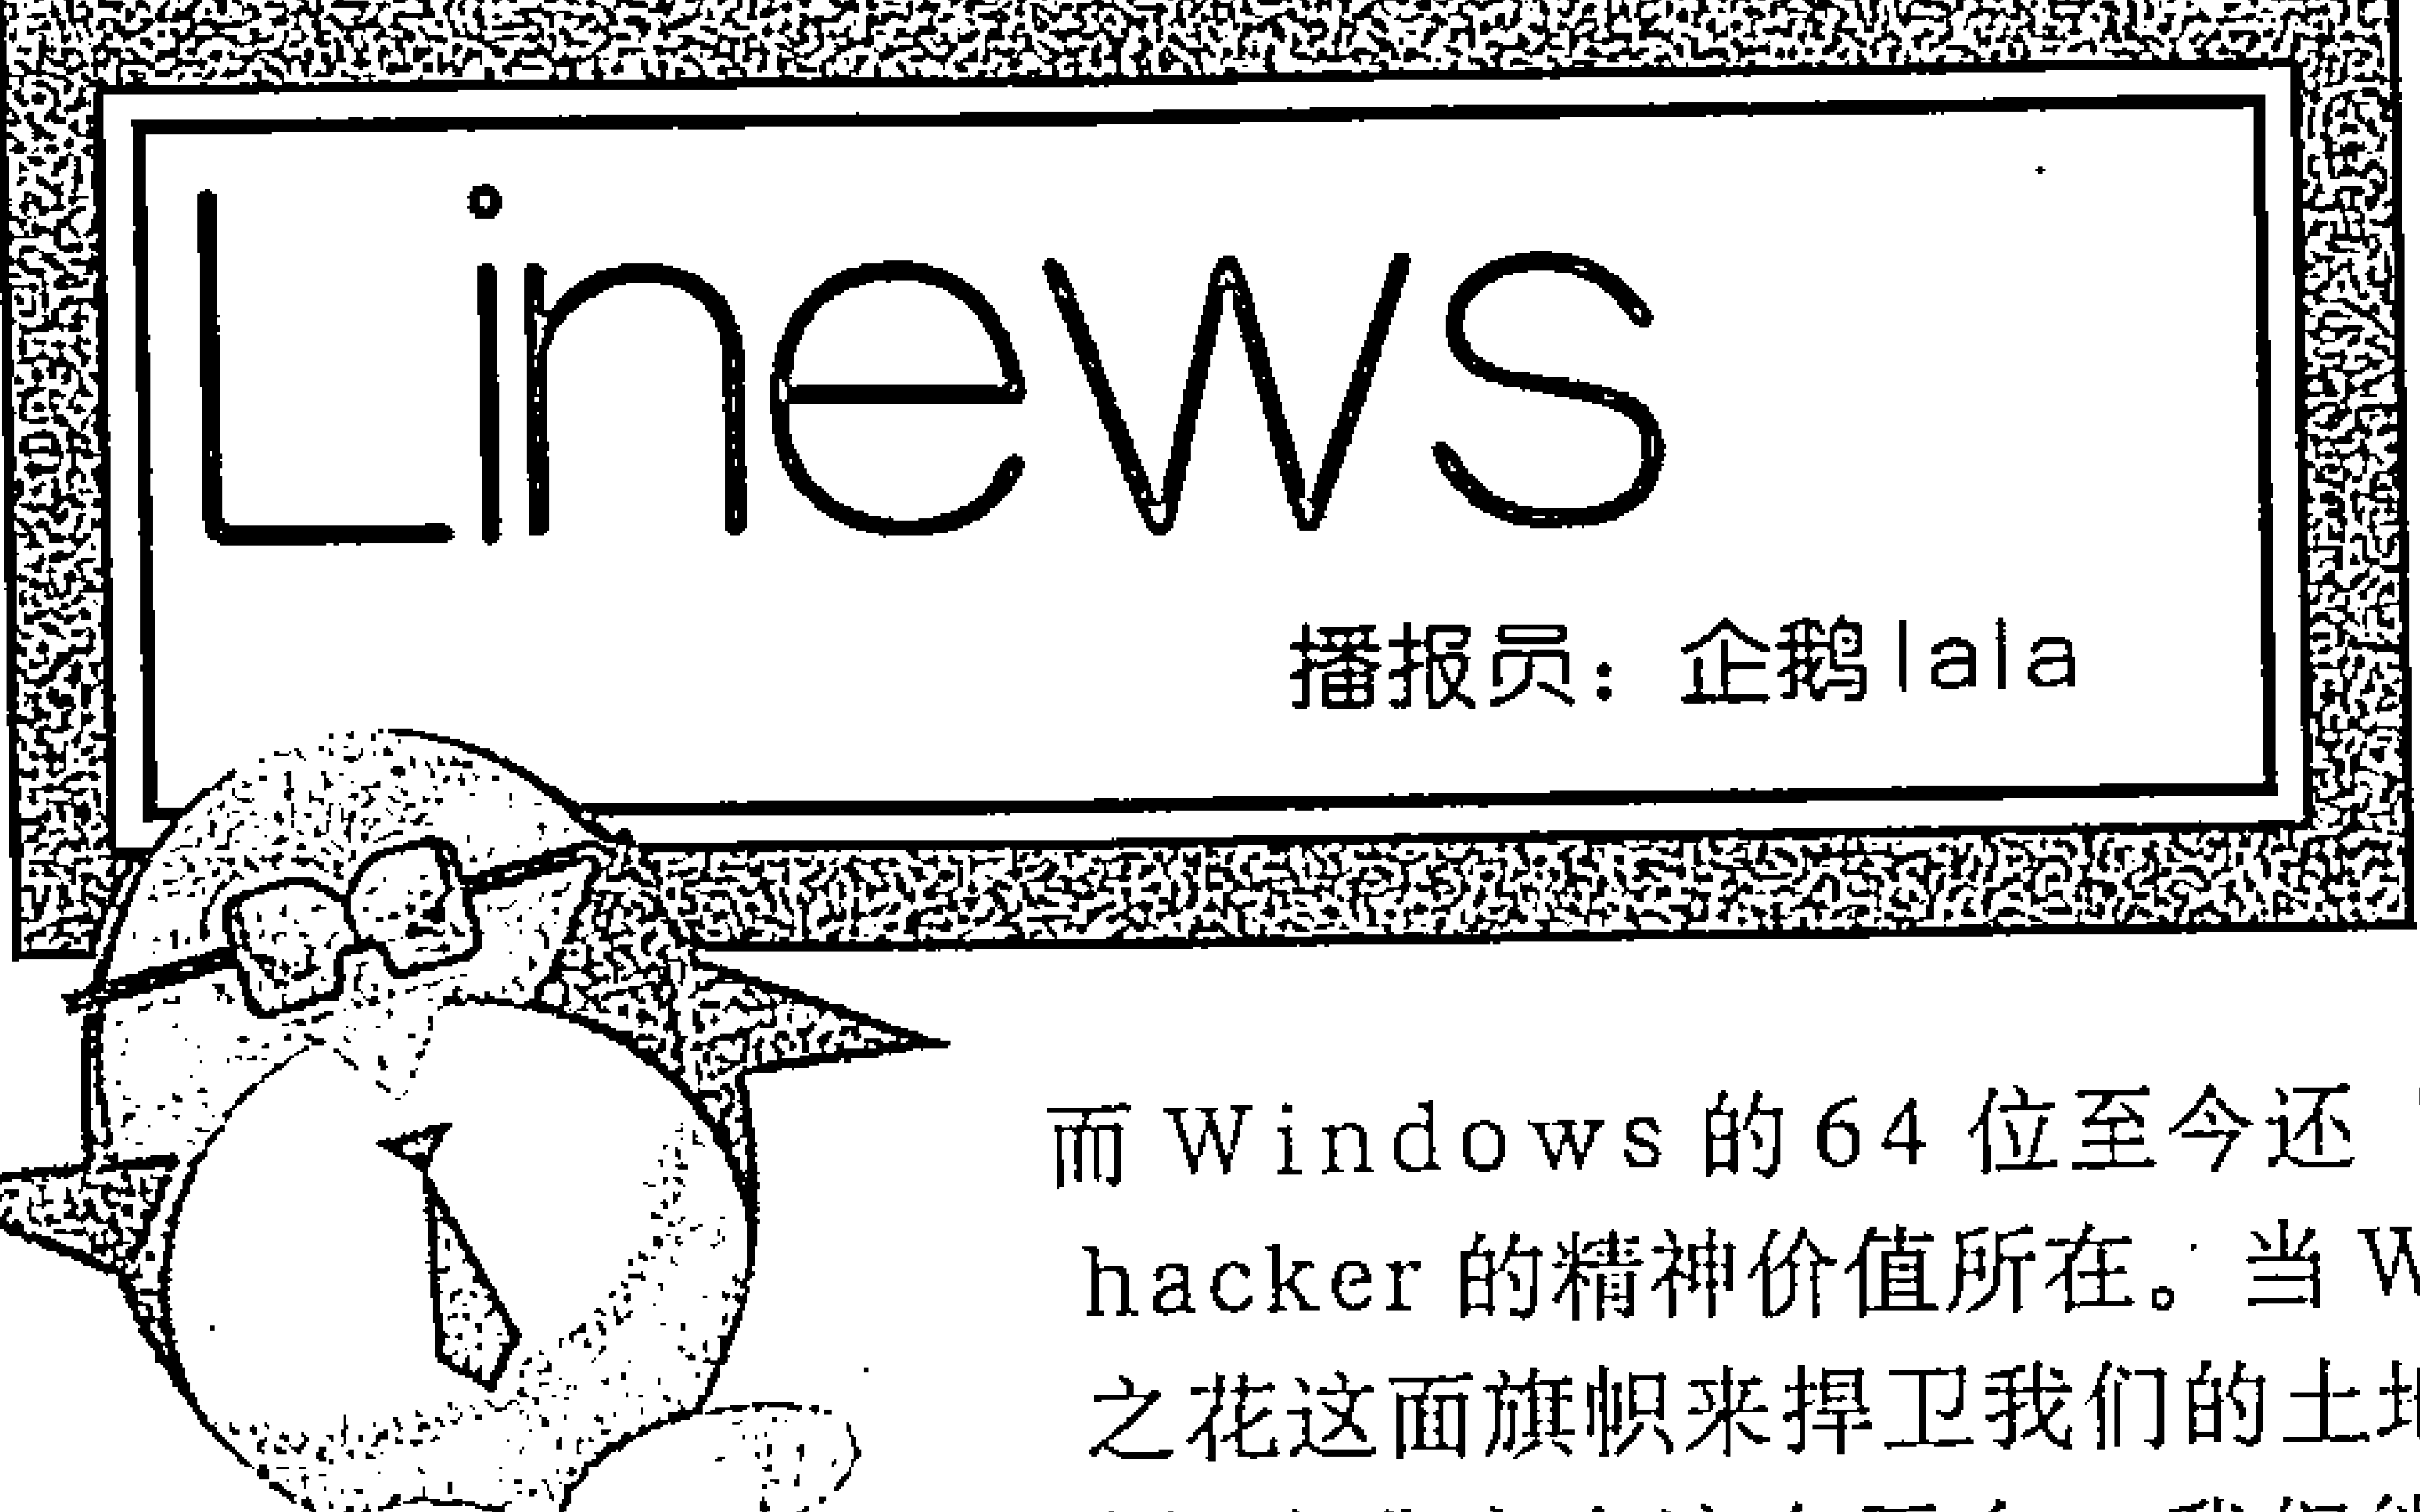 Linews
播报员：企鹅lala
而Windows的64位至今还
hacker的精神价值所在。当W
之花这面旗帜来捍卫我们的土地